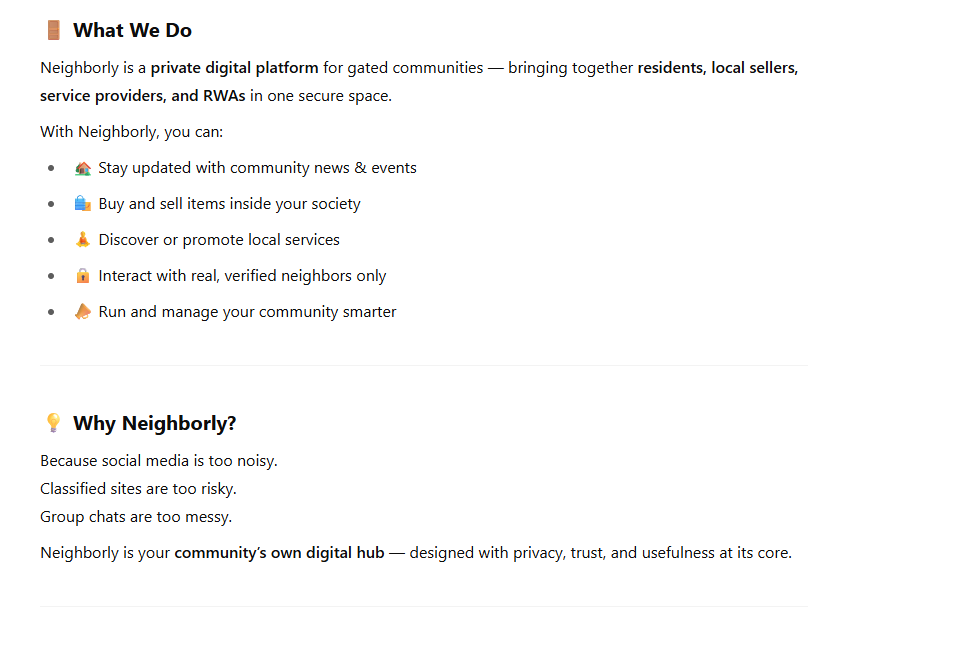 🚪 What We Do
Neighborly is a private digital platform for gated communities — bringing together residents, local sellers,
service providers, and RWAs in one secure space.
With Neighborly, you can:
• 🏠 Stay updated with community news & events
• 🛍️ Buy and sell items inside your society
• 🧘 Discover or promote local services
• 🔒 Interact with real, verified neighbors only
• 📣 Run and manage your community smarter
💡 Why Neighborly?
Because social media is too noisy.
Classified sites are too risky.
Group chats are too messy.
Neighborly is your community’s own digital hub — designed with privacy, trust, and usefulness at its core.